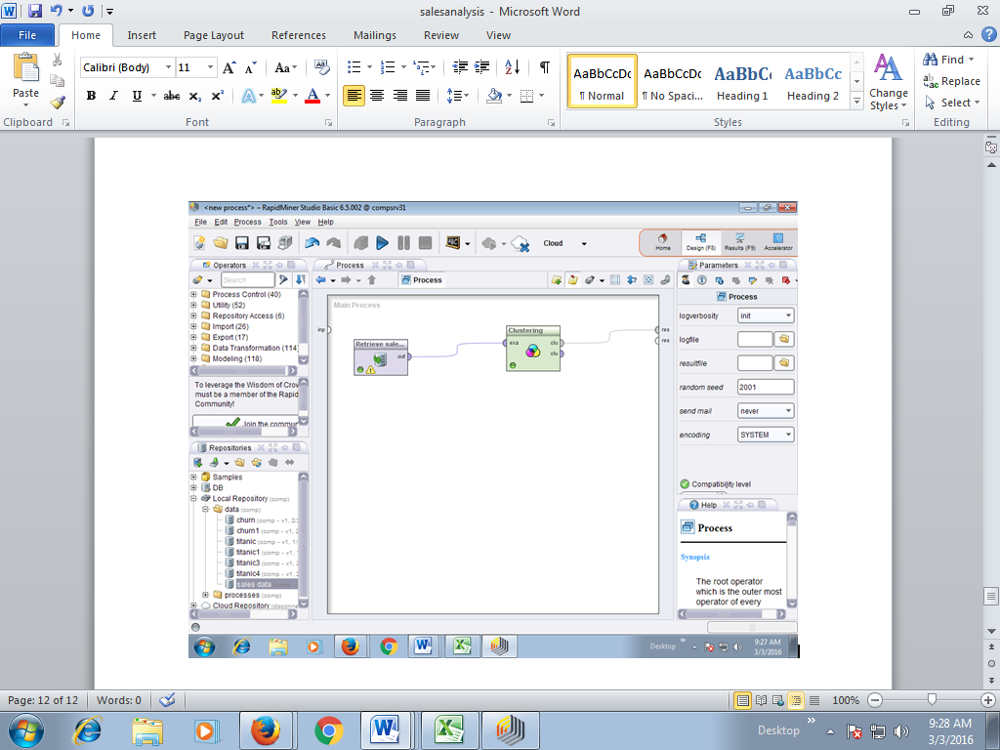 salesanalysis - Microsoft Word
File Home Insert Page Layout References Mailings Review View
Calibri (Body) 11
Paste
AaBbCcDc AaBbCcDc AaBbC AaBbCc
¶ Normal ¶ No Spaci... Heading 1 Heading 2
Change Styles
Find
Replace
Select
Clipboard Font Paragraph Styles Editing
<new process*> – RapidMiner Studio Basic 6.5.002 @ compsrv31
File Edit Process Tools View Help
Cloud
Home Design (F8) Results (F9) Accelerator
Operators
Search
Process Control (40)
Utility (52)
Repository Access (6)
Import (26)
Export (17)
Data Transformation (114
Modeling (118)
To leverage the Wisdom of Crow
must be a member of the Rapid
Community!
Join the commu
Repositories
Samples
DB
Local Repository (comp)
data (comp)
churn (comp - v1, 2/
churn1 (comp - v1, 2
titanic (comp - v1, 1/
titanic1 (comp - v1,
titanic3 (comp - v1, 2
titanic4 (comp - v1, 2
sales data
processes (comp)
Cloud Repository (disconne
Process
Process
Main Process
inp
Retrieve sale...
out
Clustering
exa clu
clu
res
res
Parameters
Process
logverbosity init
logfile
resultfile
random seed 2001
send mail never
encoding SYSTEM
Compatibility level
Help
Process
Synopsis
The root operator
which is the outer most
operator of every
Desktop
9:27 AM
3/3/2016
Page: 12 of 12 Words: 0
100%
Desktop
9:28 AM
3/3/2016